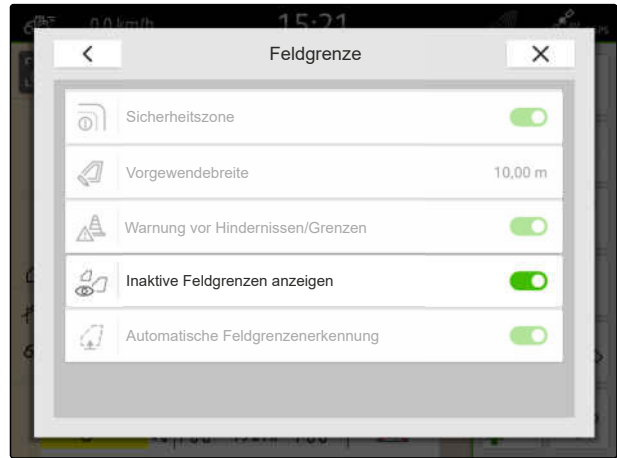 0.0 km/h 15:21
Feldgrenze
Sicherheitszone
Vorgewendebreite 10,00 m
Warnung vor Hindernissen/Grenzen
Inaktive Feldgrenzen anzeigen
Automatische Feldgrenzenerkennung